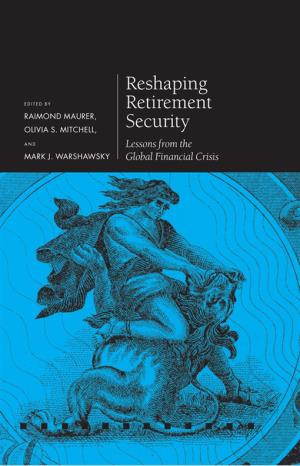 Reshaping
Retirement
Security
Lessons from the
Global Financial Crisis
EDITED BY
RAIMOND MAURER,
OLIVIA S. MITCHELL,
AND
MARK J. WARSHAWSKY